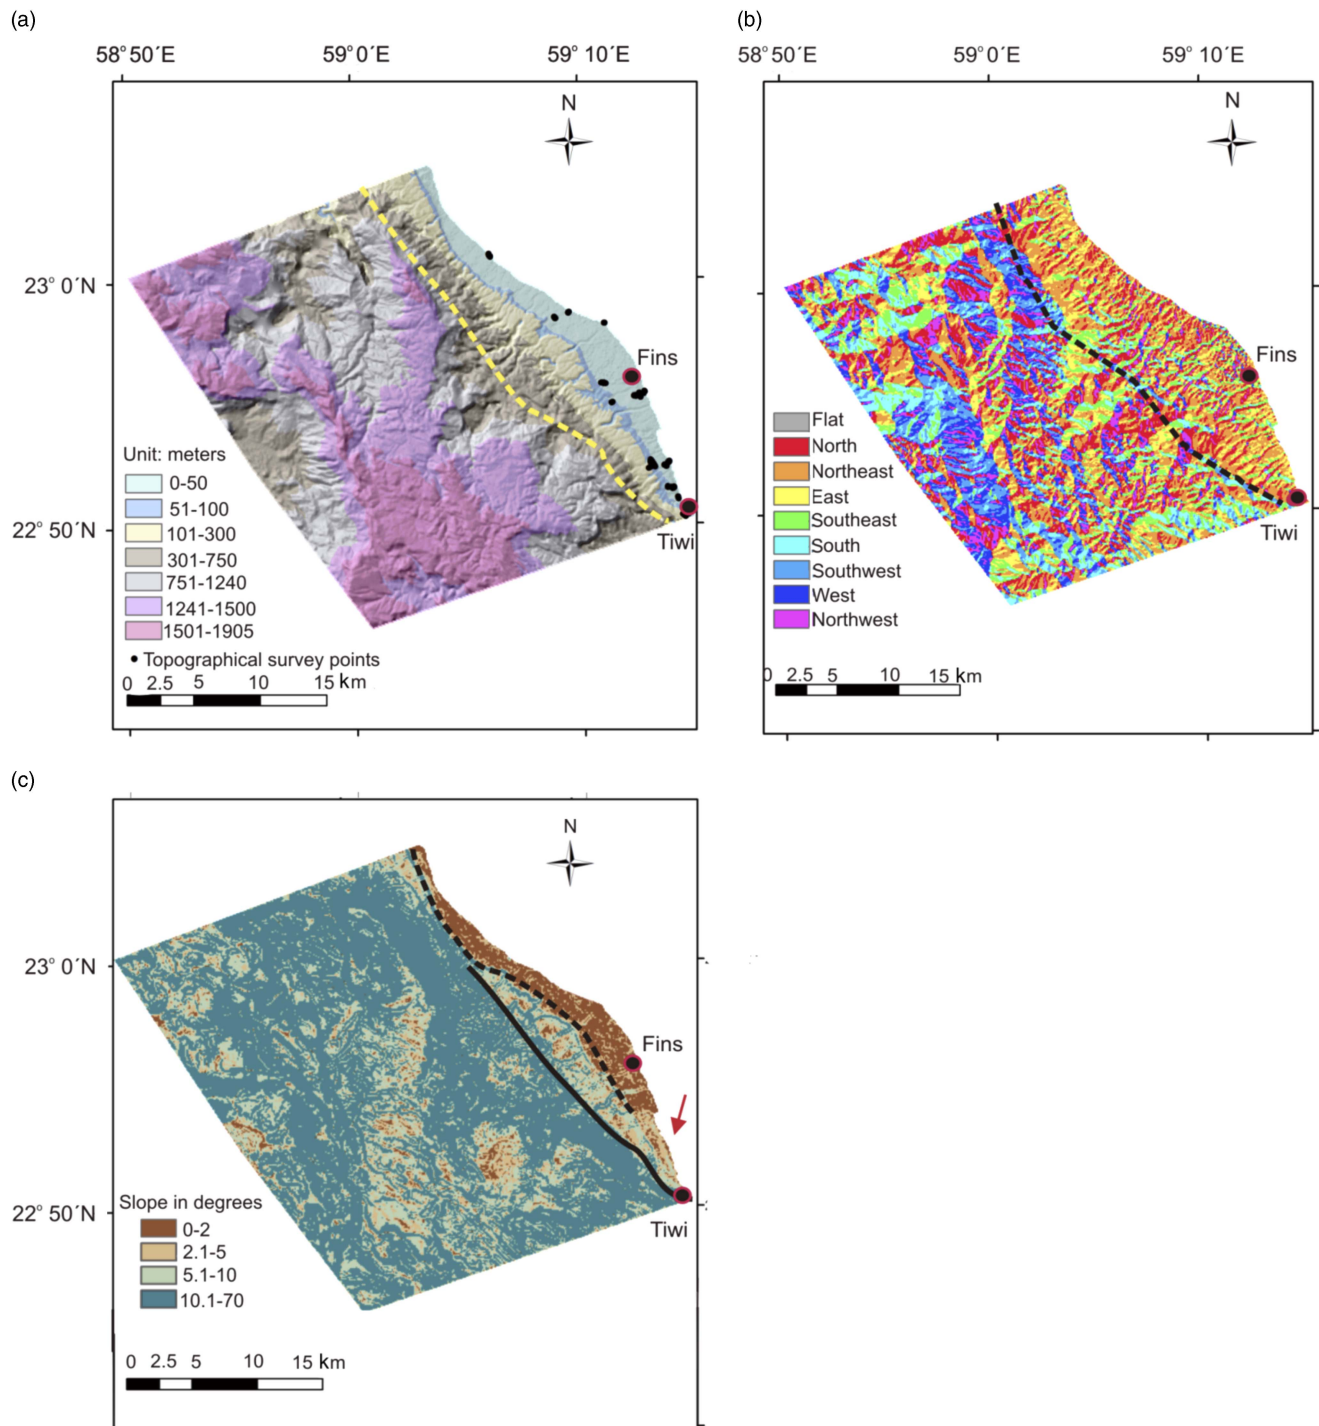 (a)
58° 50´E 59° 0´E 59° 10´E
N
23° 0´N
Fins
Unit: meters
0-50
51-100
101-300
22° 50´N
301-750
751-1240
1241-1500
1501-1905
Tiwi
Topographical survey points
0 2.5 5 10 15 km
(b)
58° 50´E 59° 0´E 59° 10´E
N
Fins
Flat
North
Northeast
East
Southeast
South
Southwest
West
Northwest
Tiwi
0 2.5 5 10 15 km
(c)
N
23° 0´N
Fins
Slope in degrees
22° 50´N
0-2
2.1-5
5.1-10
10.1-70
Tiwi
0 2.5 5 10 15 km